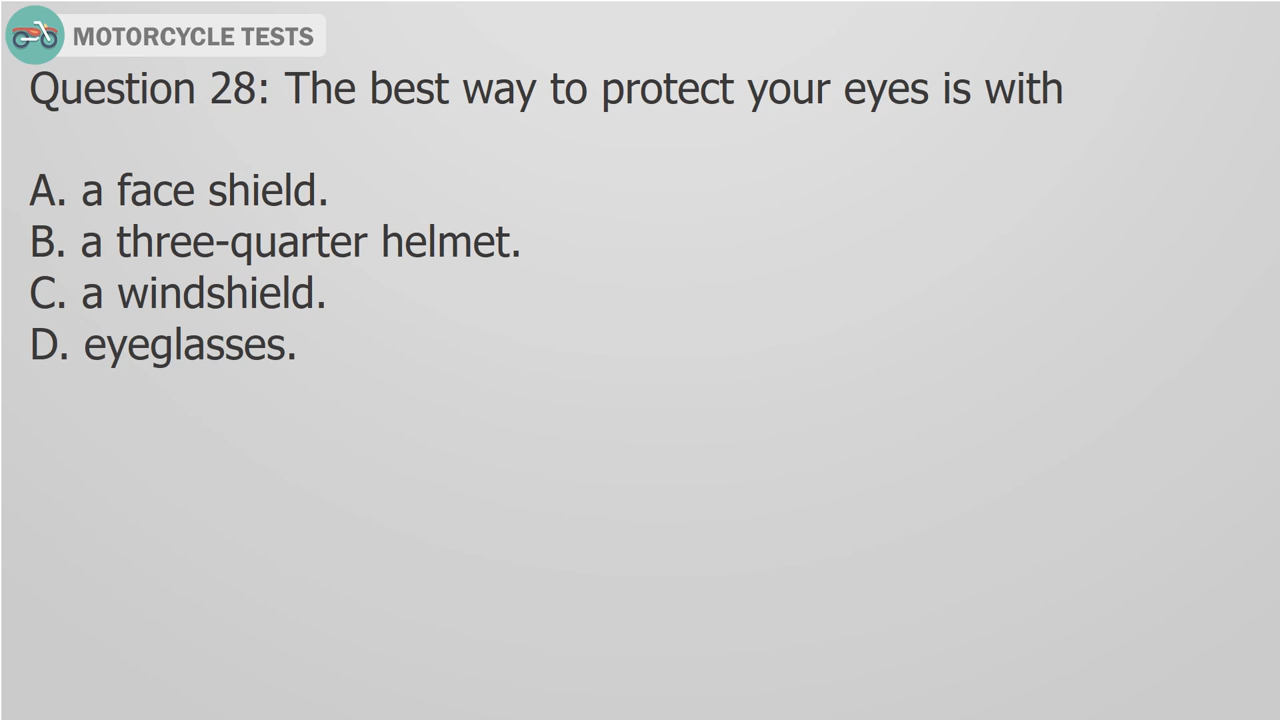 MOTORCYCLE TESTS
Question 28: The best way to protect your eyes is with
A. a face shield.
B. a three-quarter helmet.
C. a windshield.
D. eyeglasses.